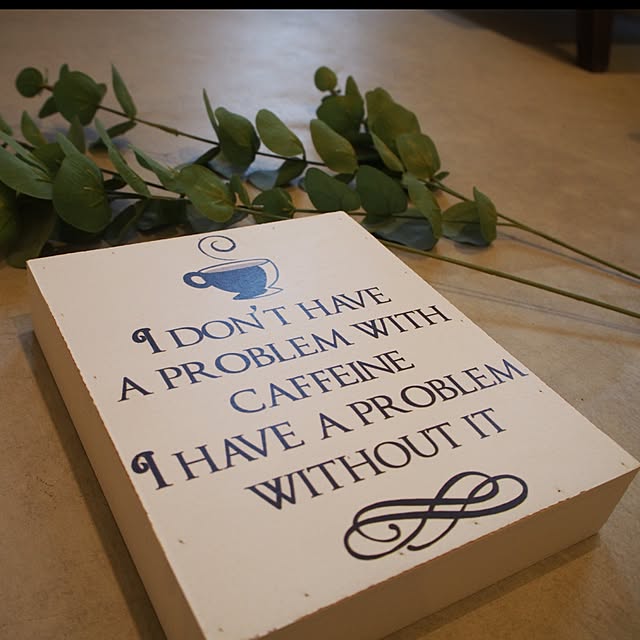 I DON'T HAVE
A PROBLEM WITH
CAFFEINE
I HAVE A PROBLEM
WITHOUT IT